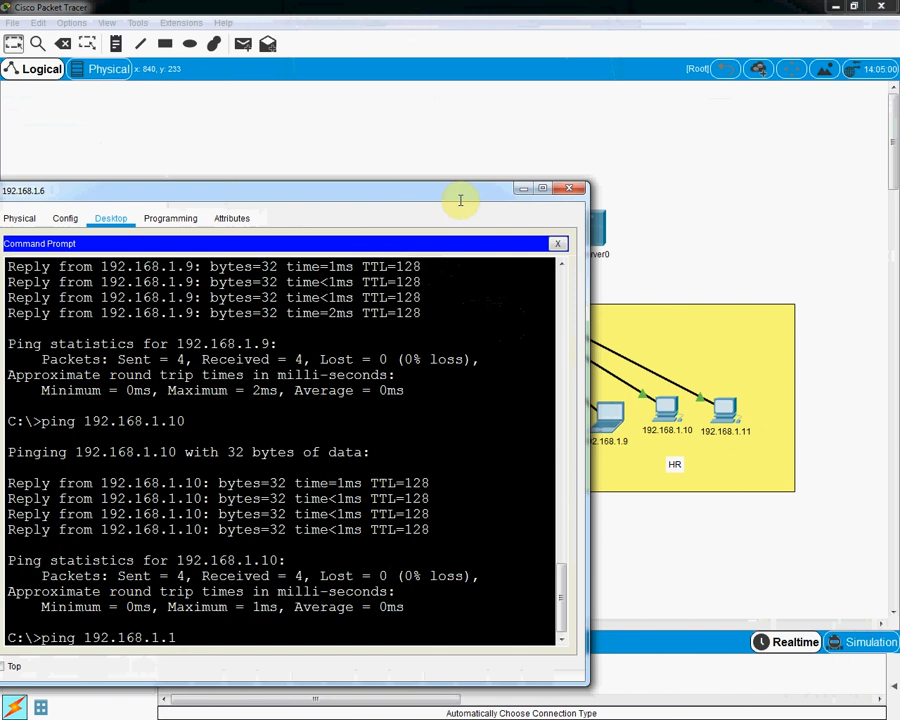 Cisco Packet Tracer
File Edit Options View Tools Extensions Help
Logical Physical x: 840, y: 233 [Root] 14:05:00
192.168.1.6
Physical Config Desktop Programming Attributes
Command Prompt X
Reply from 192.168.1.9: bytes=32 time=1ms TTL=128
Reply from 192.168.1.9: bytes=32 time<1ms TTL=128
Reply from 192.168.1.9: bytes=32 time<1ms TTL=128
Reply from 192.168.1.9: bytes=32 time=2ms TTL=128
Ping statistics for 192.168.1.9:
Packets: Sent = 4, Received = 4, Lost = 0 (0% loss),
Approximate round trip times in milli-seconds:
Minimum = 0ms, Maximum = 2ms, Average = 0ms
C:\>ping 192.168.1.10
Pinging 192.168.1.10 with 32 bytes of data:
Reply from 192.168.1.10: bytes=32 time=1ms TTL=128
Reply from 192.168.1.10: bytes=32 time<1ms TTL=128
Reply from 192.168.1.10: bytes=32 time<1ms TTL=128
Reply from 192.168.1.10: bytes=32 time<1ms TTL=128
Ping statistics for 192.168.1.10:
Packets: Sent = 4, Received = 4, Lost = 0 (0% loss),
Approximate round trip times in milli-seconds:
Minimum = 0ms, Maximum = 1ms, Average = 0ms
C:\>ping 192.168.1.1
Top
erver0
192.168.1.10
192.168.1.11
2.168.1.9
HR
Realtime Simulation
Automatically Choose Connection Type